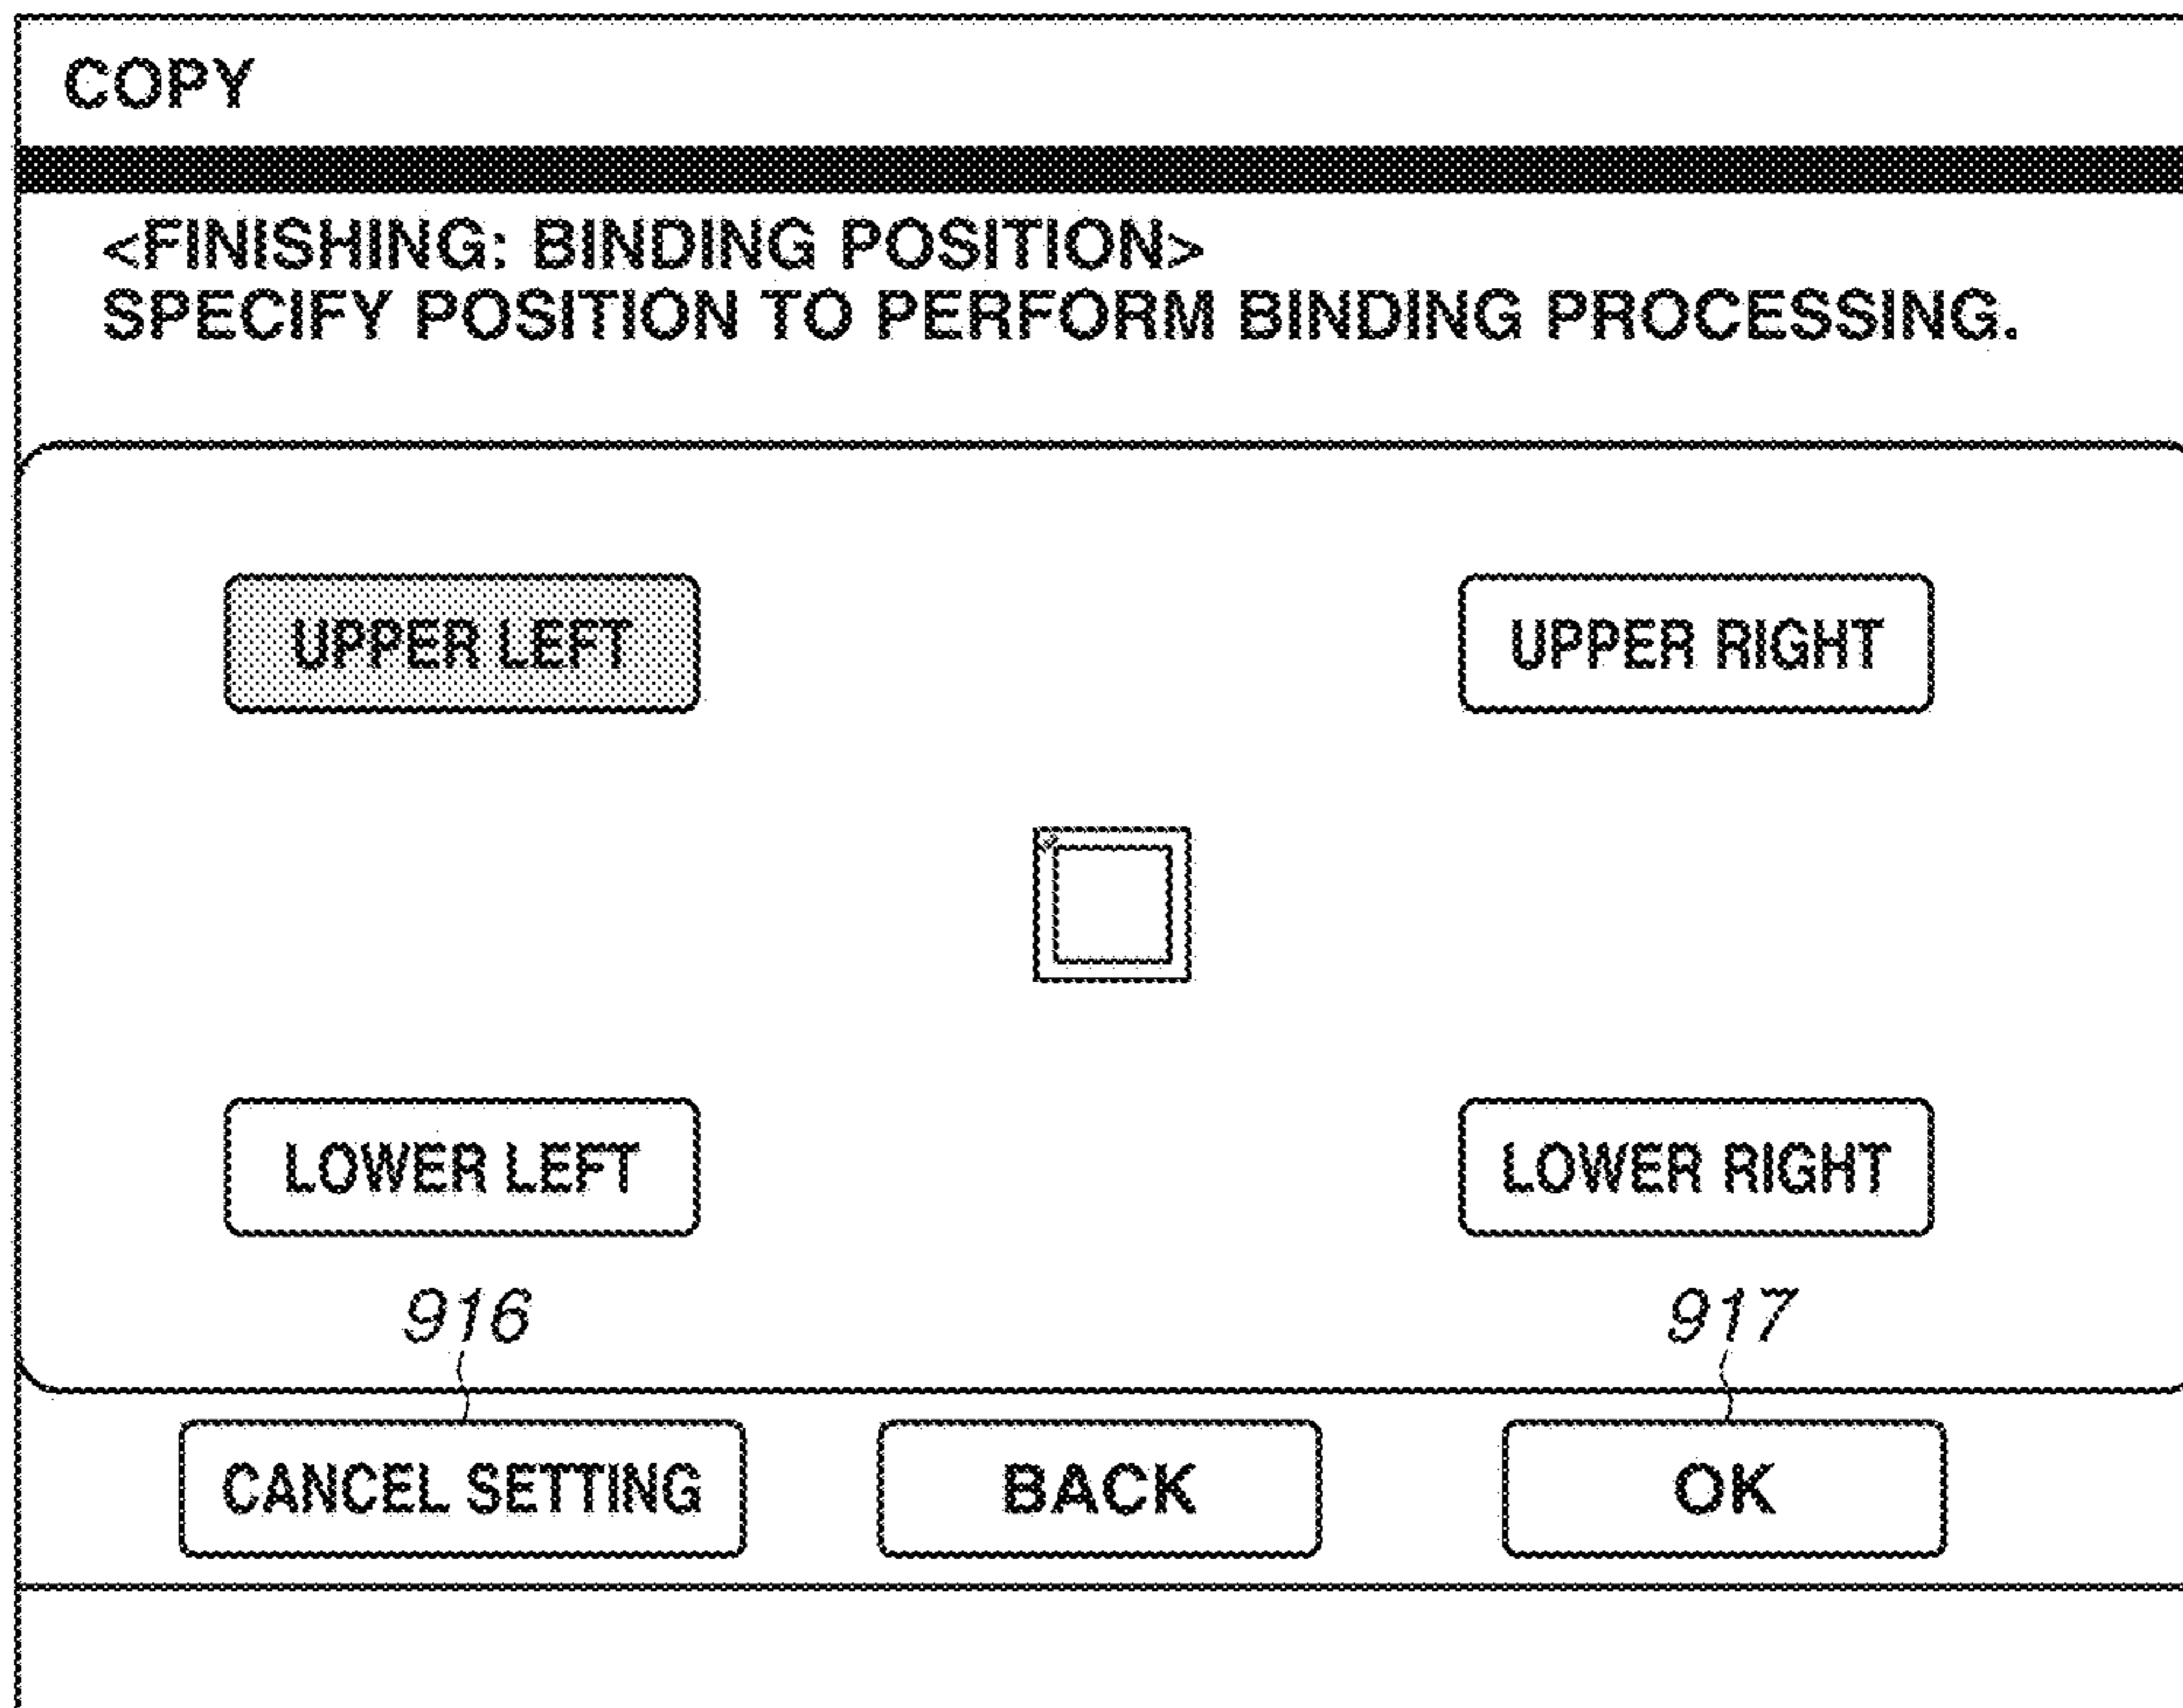 COPY
<FINISHING: BINDING POSITION>
SPECIFY POSITION TO PERFORM BINDING PROCESSING.
UPPER LEFT
UPPER RIGHT
LOWER LEFT
LOWER RIGHT
916
917
CANCEL SETTING
BACK
OK